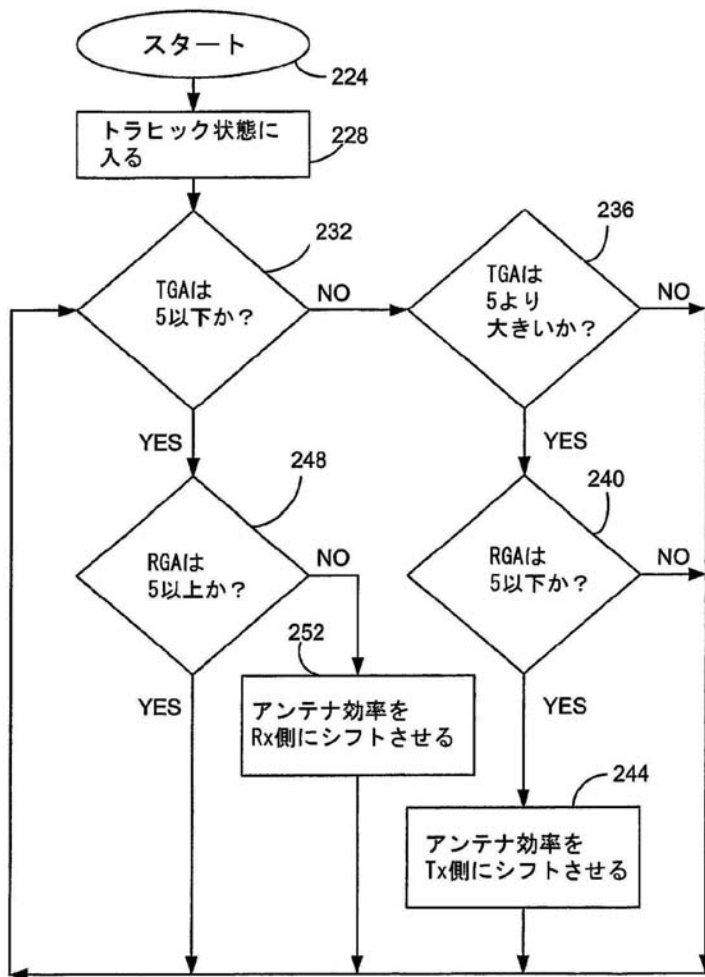 スタート
224
トラヒック状態に
入る
228
232
TGAは
5以下か？
NO
YES
236
TGAは
5より
大きいか？
NO
YES
248
RGAは
5以上か？
NO
YES
240
RGAは
5以下か？
NO
YES
252
アンテナ効率を
Rx側にシフトさせる
244
アンテナ効率を
Tx側にシフトさせる